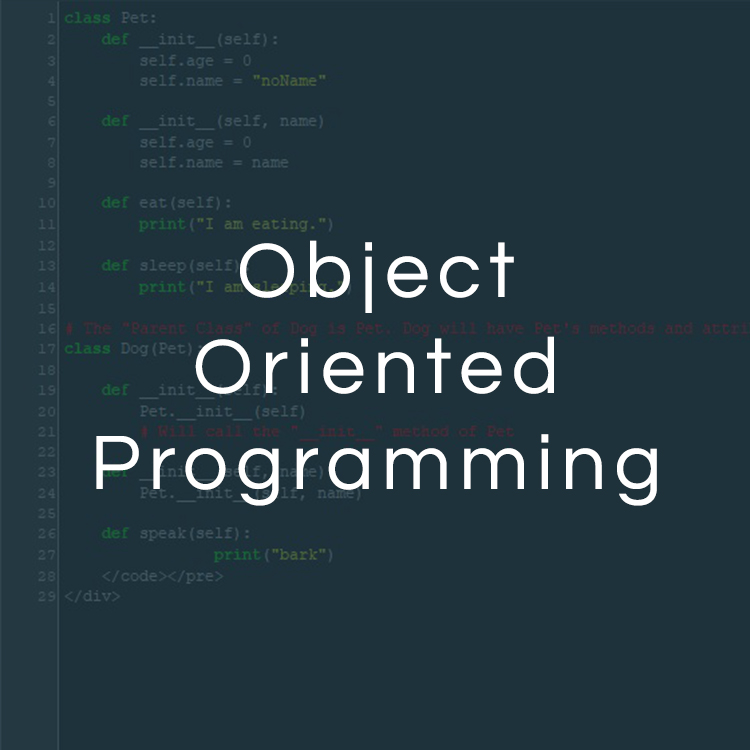 1 class Pet:
2 def __init__(self):
3 self.age = 0
4 self.name = "noName"
5
6 def __init__(self, name)
7 self.age = 0
8 self.name = name
9
10 def eat(self):
11 print("I am eating.")
12
13 def sleep(self):
14 print("I am sleeping.")
15
16 # The "Parent Class" of Dog is Pet. Dog will have Pet's methods and attri
17 class Dog(Pet):
18
19 def __init__(self):
20 Pet.__init__(self)
21 # Will call the "__init__" method of Pet
22
23 def __init__(self, name)
24 Pet.__init__(self, name)
25
26 def speak(self):
27 print("bark")
28 </code></pre>
29 </div>
Object
Oriented
Programming